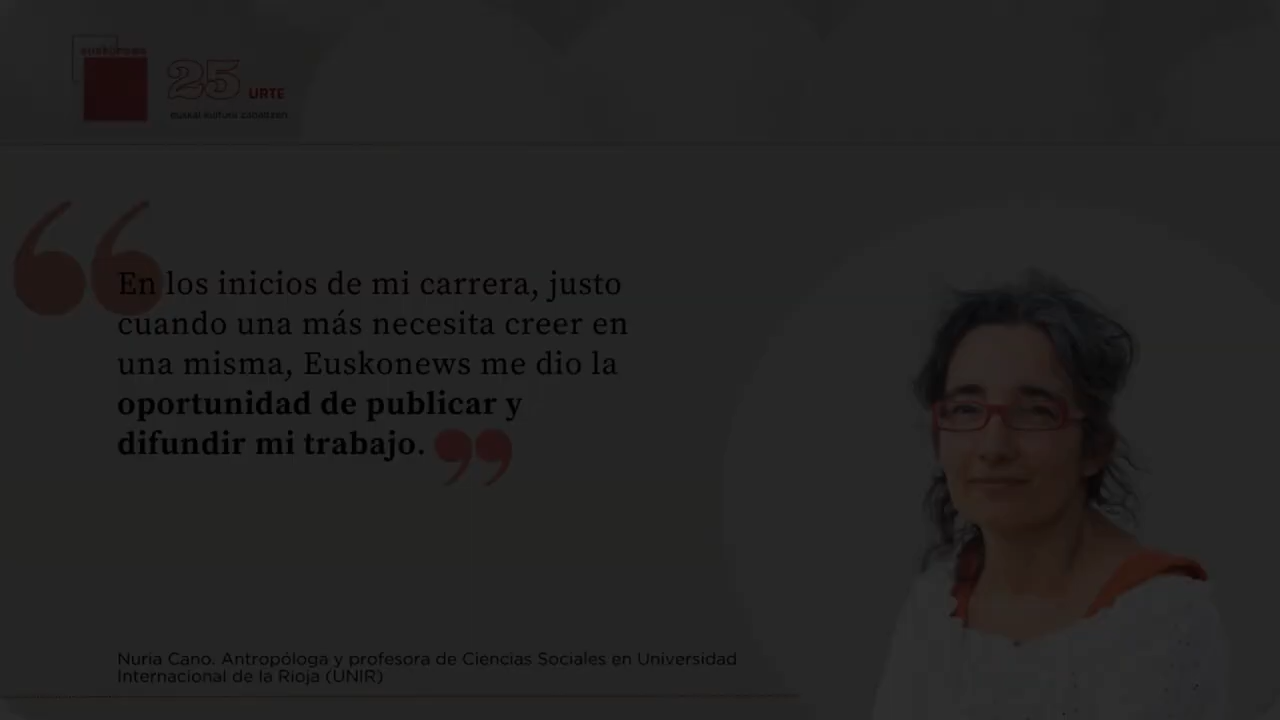 euskonews
25 URTE
euskal kultura zabaltzen
En los inicios de mi carrera, justo
cuando una más necesita creer en
una misma, Euskonews me dio la
oportunidad de publicar y
difundir mi trabajo.
Nuria Cano. Antropóloga y profesora de Ciencias Sociales en Universidad
Internacional de la Rioja (UNIR)